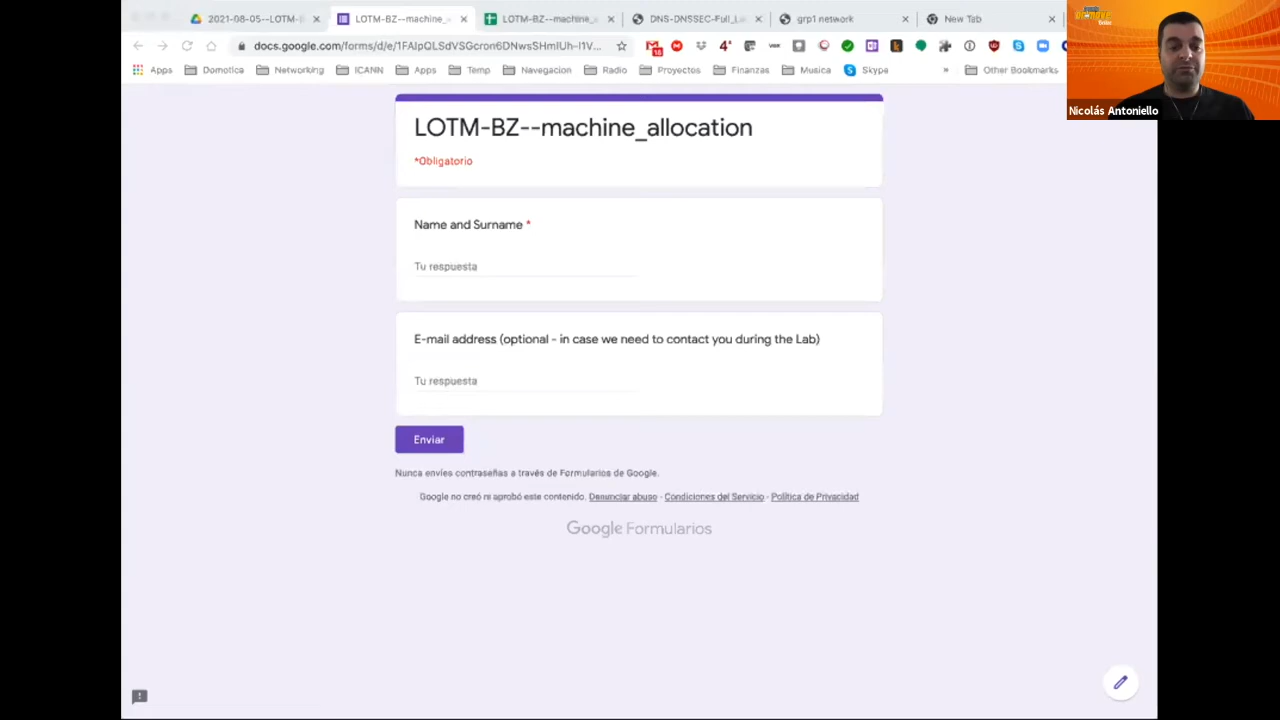 2021-08-05--LOTM-
LOTM-BZ--machine_
LOTM-BZ--machine_
DNS-DNSSEC-Full_L
grp1 network
New Tab
docs.google.com/forms/d/e/1FAIpQLSdVSGcron6DNwsSHmIUh-I1V...
Apps
Domotica
Networking
ICANN
Apps
Temp
Navegacion
Radio
Proyectos
Finanzas
Musica
Skype
»
Other Bookmarks
Nicolás Antoniello
LOTM-BZ--machine_allocation
*Obligatorio
Name and Surname *
Tu respuesta
E-mail address (optional - in case we need to contact you during the Lab)
Tu respuesta
Enviar
Nunca envíes contraseñas a través de Formularios de Google.
Google no creó ni aprobó este contenido. Denunciar abuso - Condiciones del Servicio - Política de Privacidad
Google Formularios